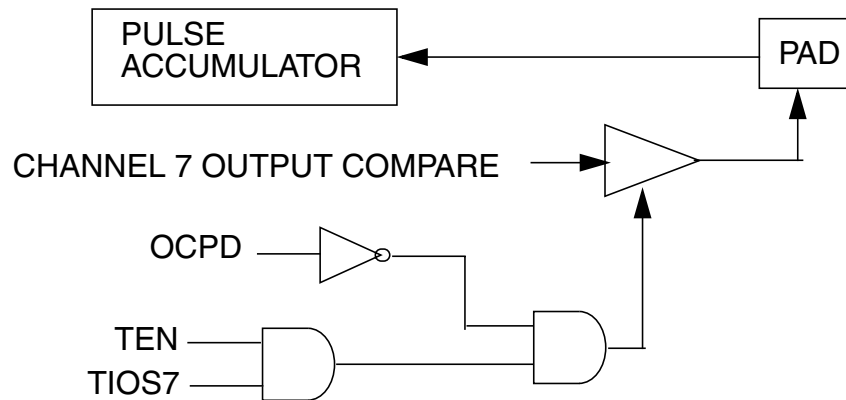 PULSE
ACCUMULATOR
PAD
CHANNEL 7 OUTPUT COMPARE
OCPD
TEN
TIOS7